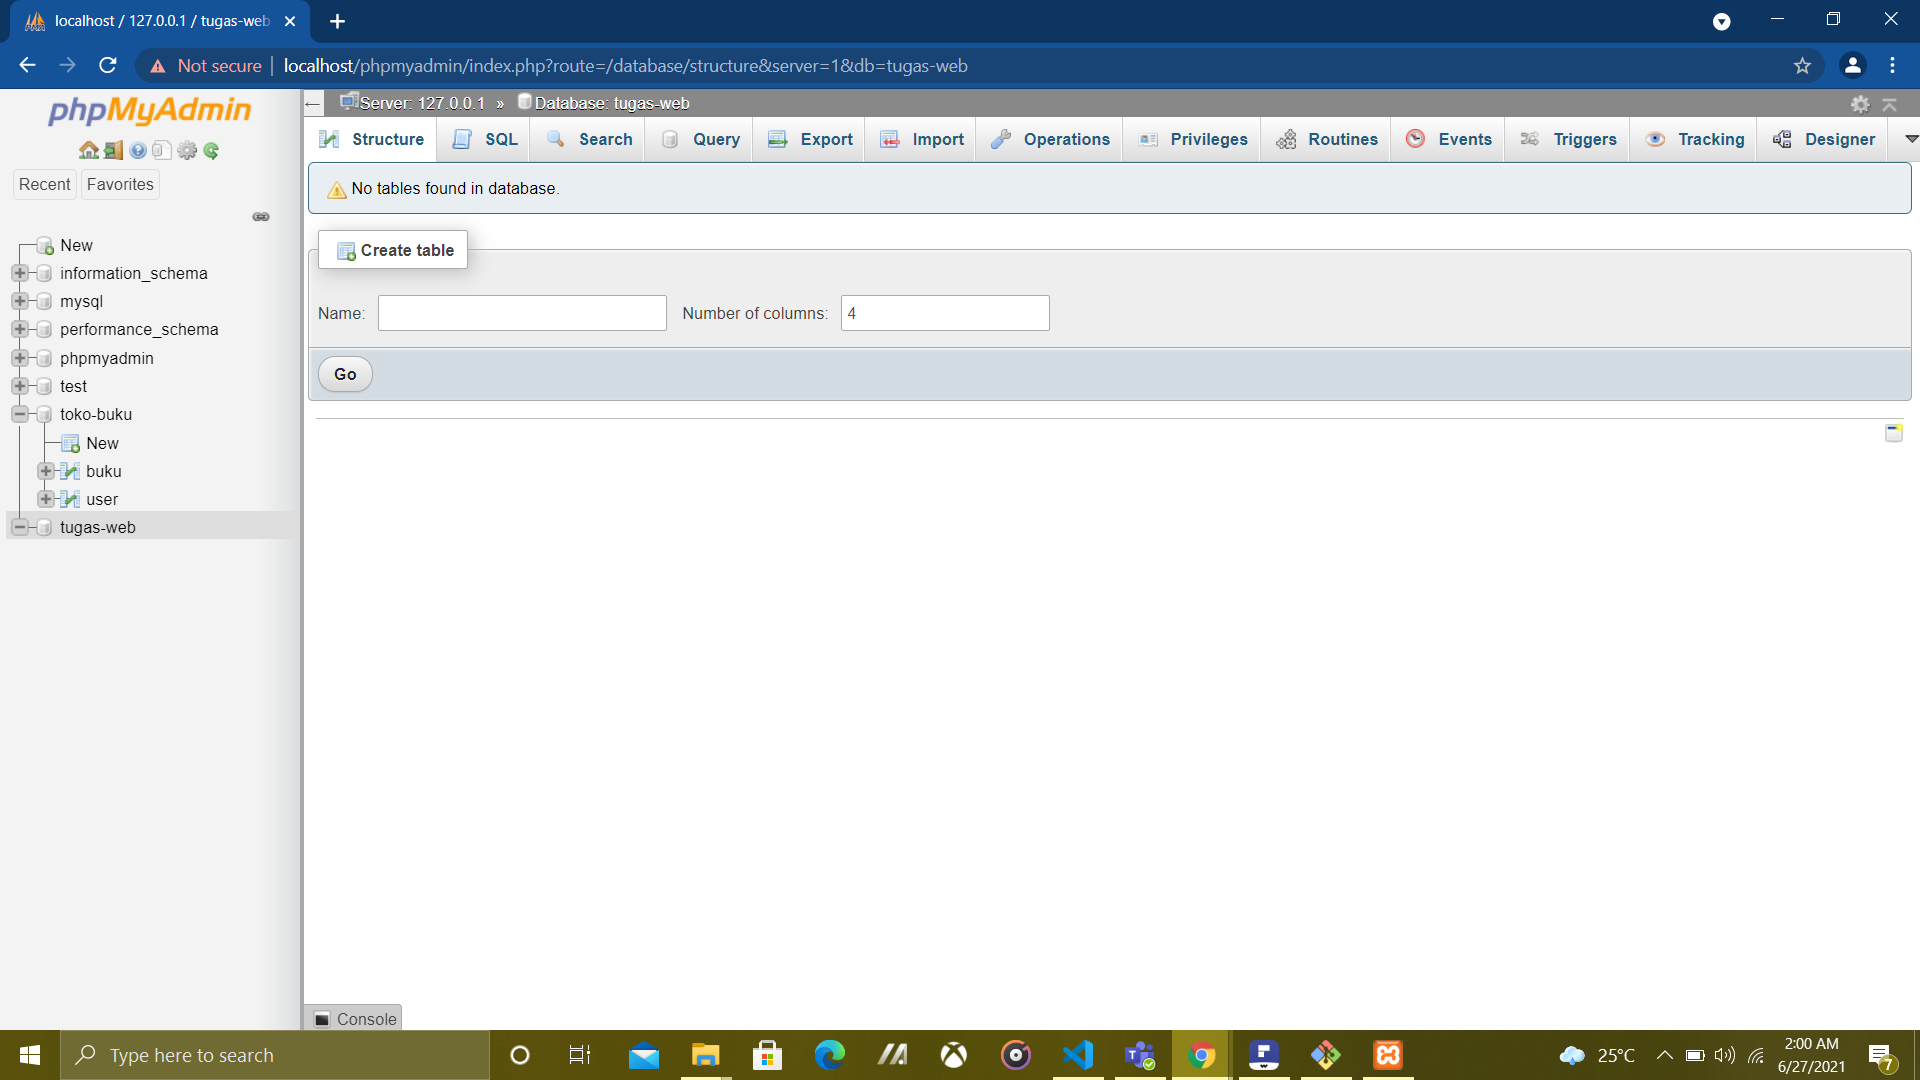 localhost / 127.0.0.1 / tugas-web
Not secure
localhost/phpmyadmin/index.php?route=/database/structure&server=1&db=tugas-web
phpMyAdmin
Server: 127.0.0.1 » Database: tugas-web
Structure SQL Search Query Export Import Operations Privileges Routines Events Triggers Tracking Designer
Recent Favorites
No tables found in database.
New
information_schema
mysql
performance_schema
phpmyadmin
test
toko-buku
New
buku
user
tugas-web
Create table
Name: Number of columns: 4
Go
Console
Type here to search
25°C
2:00 AM
6/27/2021
7